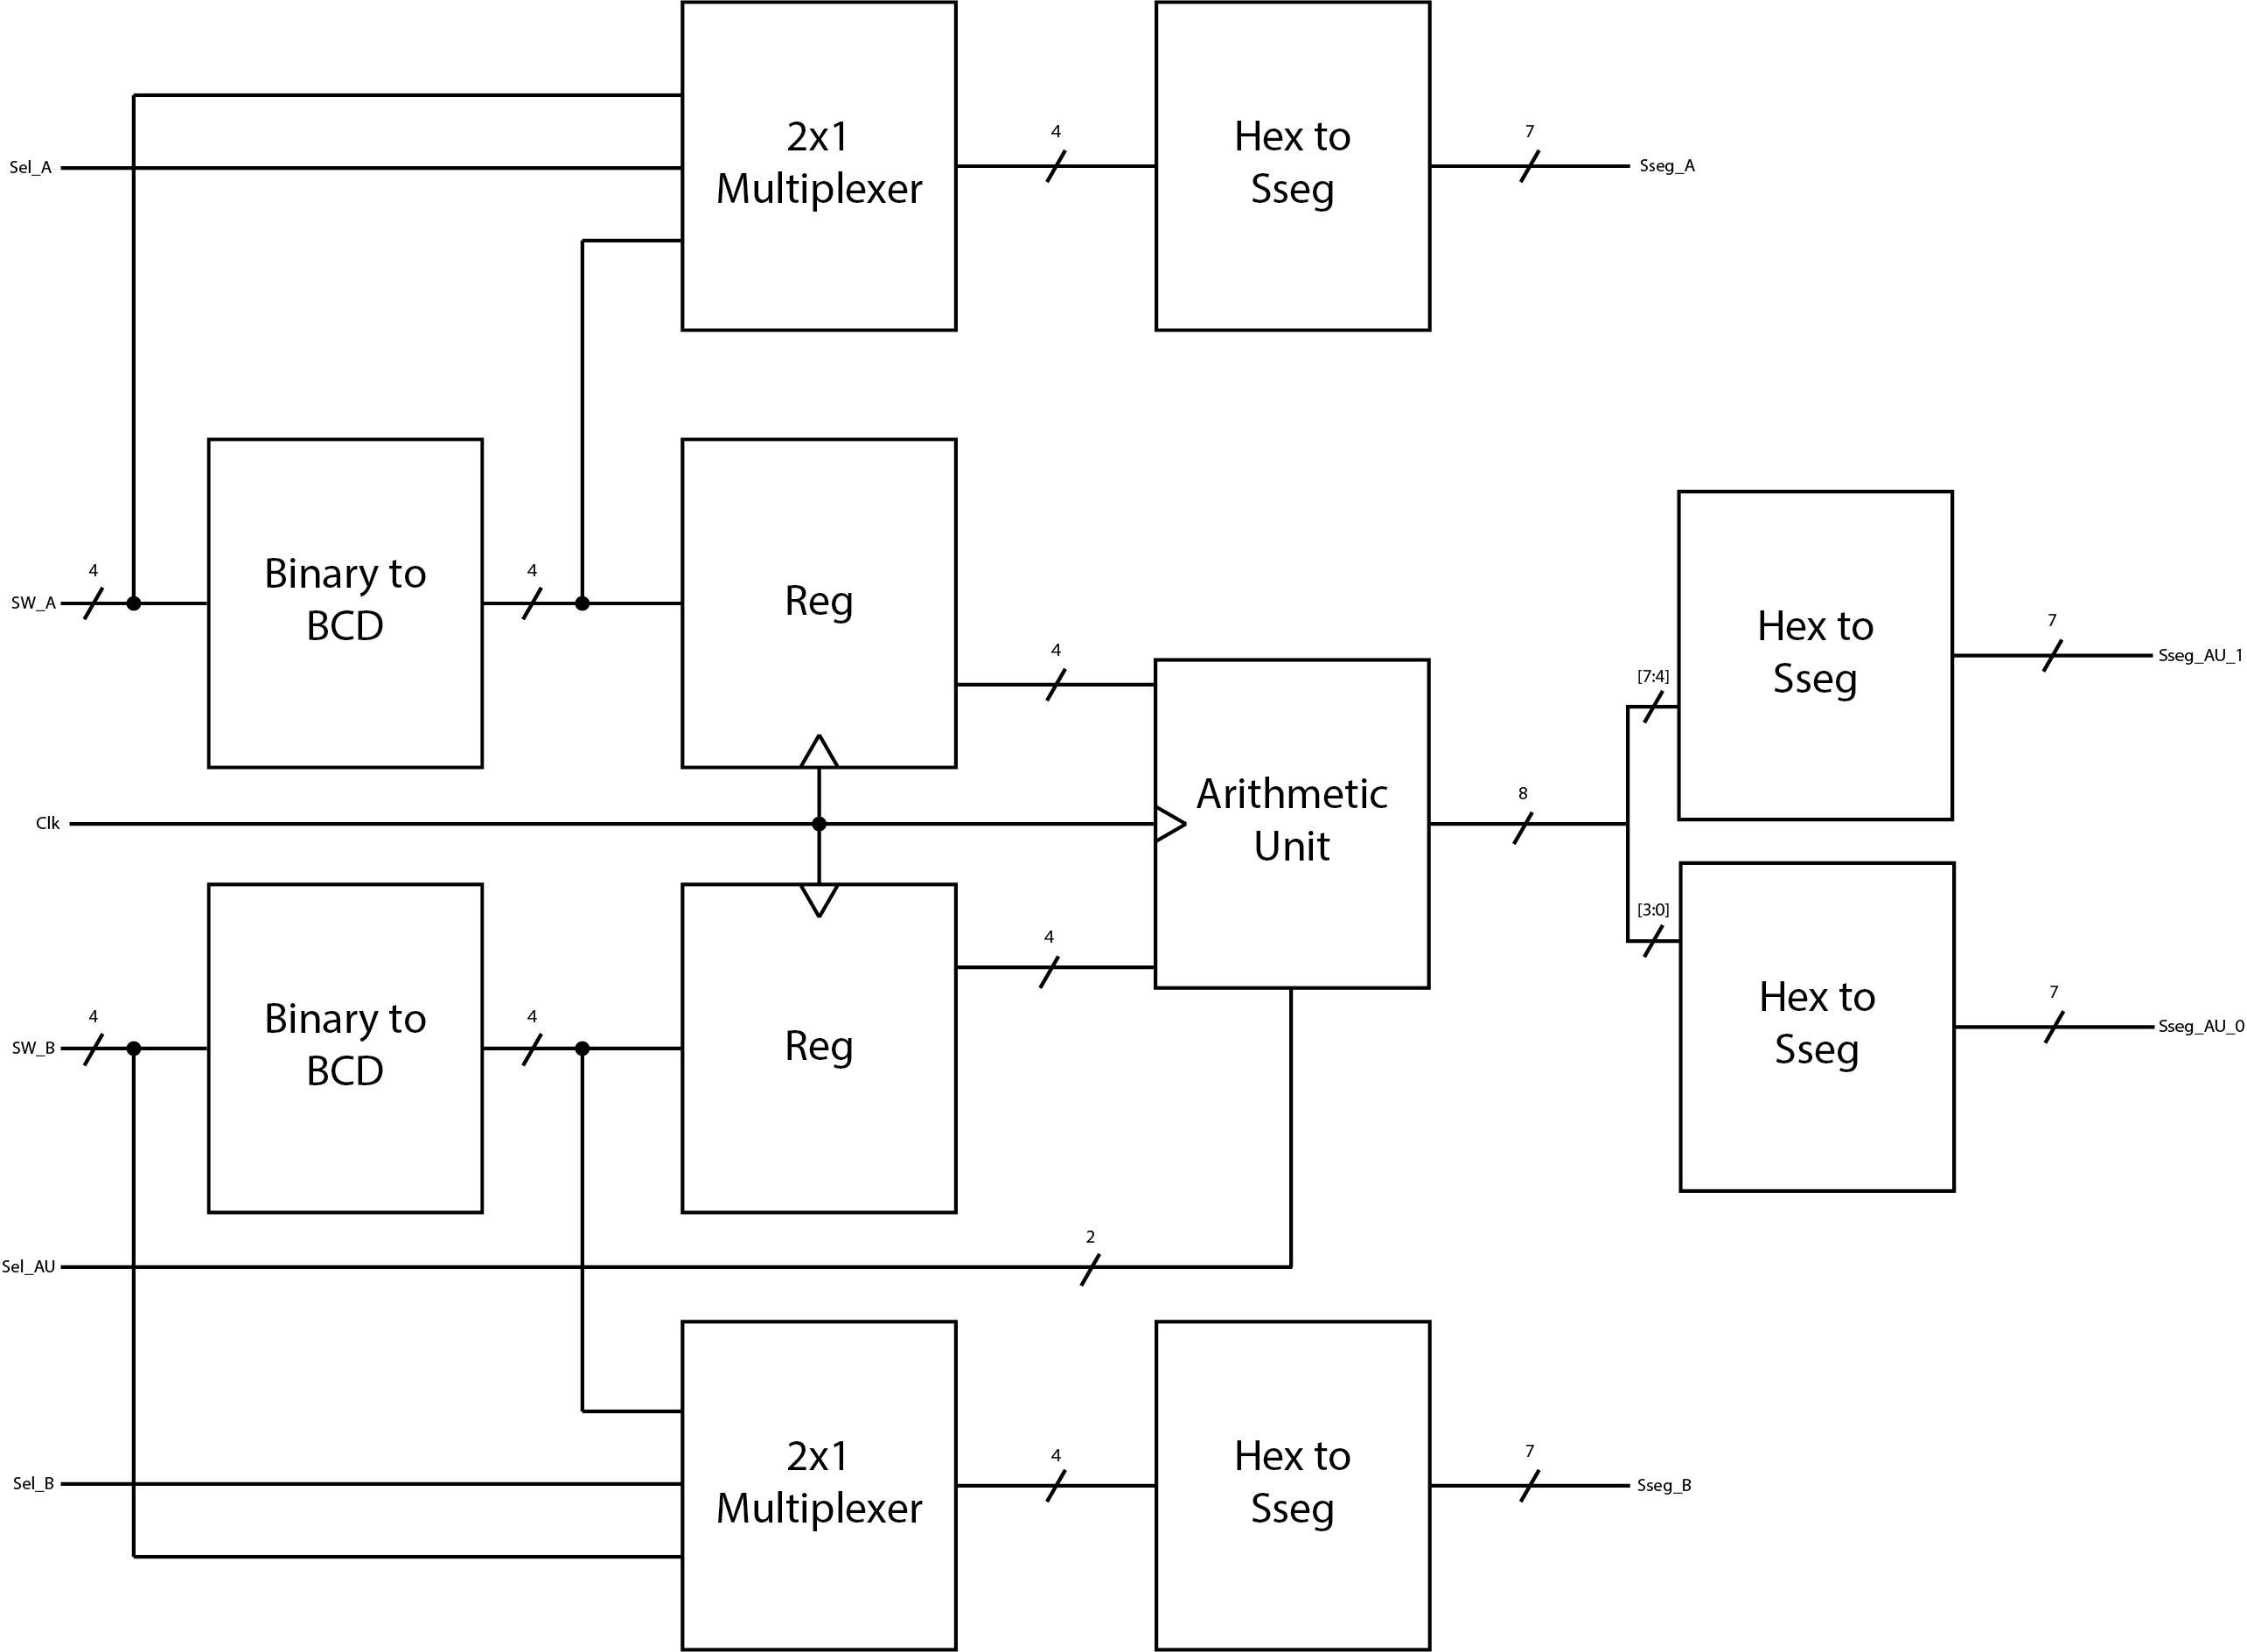 2x1
Multiplexer
4
Hex to
Sseg
7
Sseg_A
Sel_A
SW_A
4
Binary to
BCD
4
Reg
4
Arithmetic
Unit
8
[7:4]
Hex to
Sseg
7
Sseg_AU_1
Clk
[3:0]
Hex to
Sseg
7
Sseg_AU_0
SW_B
4
Binary to
BCD
4
Reg
4
Sel_AU
2
Sel_B
2x1
Multiplexer
4
Hex to
Sseg
7
Sseg_B